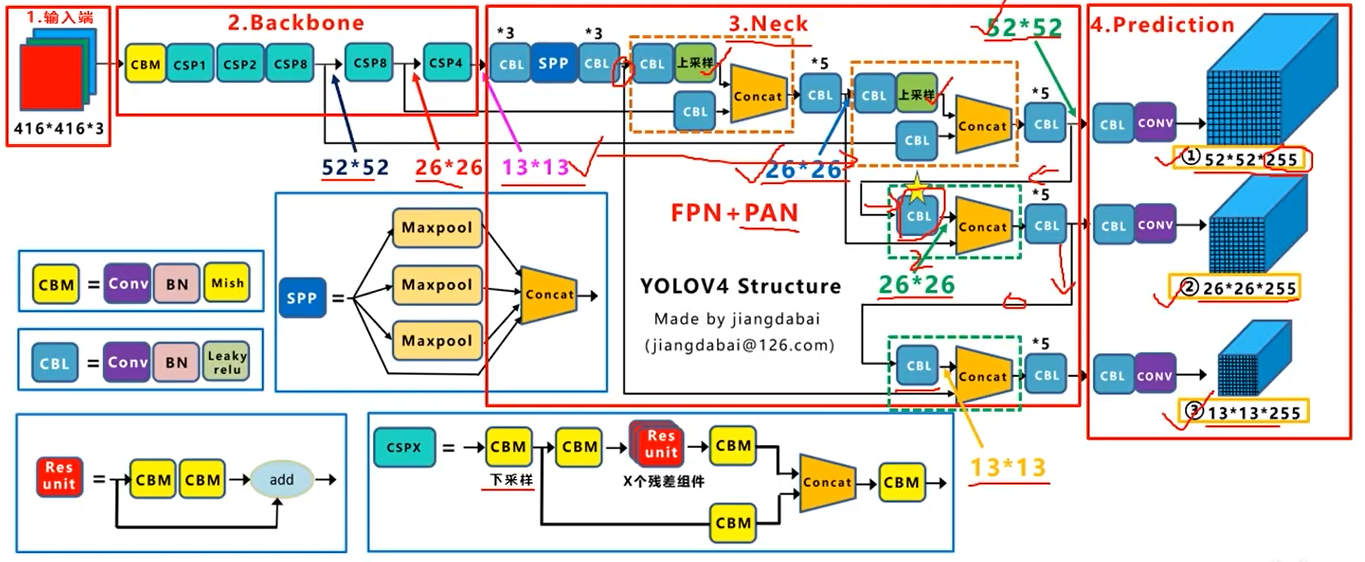 1.输入端
416*416*3
2.Backbone
CBM CSP1 CSP2 CSP8 CSP8 CSP4
52*52 26*26 13*13
3.Neck
*3 *3
CBL SPP CBL
CBL 上采样
CBL
Concat
*5
CBL
26*26
CBL 上采样
CBL
Concat
*5
CBL
52*52
FPN+PAN
CBL
Concat
*5
CBL
26*26
YOLOV4 Structure
Made by jiangdabai
(jiangdabai@126.com)
CBL
Concat
*5
CBL
13*13
4.Prediction
CBL CONV
①52*52*255
CBL CONV
②26*26*255
CBL CONV
③13*13*255
CBM = Conv BN Mish
CBL = Conv BN Leaky relu
SPP =
Maxpool
Maxpool
Maxpool
Concat
Res unit = CBM CBM add
CSPX = CBM CBM Res unit CBM
下采样 X个残差组件
CBM
Concat
CBM